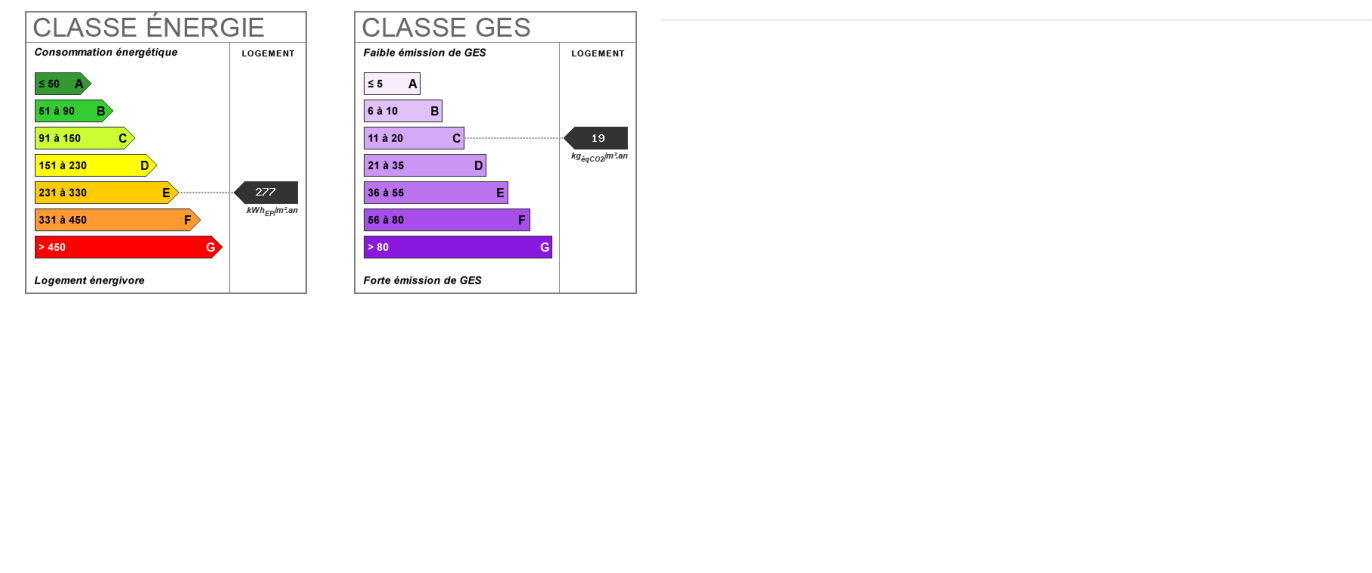 CLASSE ÉNERGIE
Consommation énergétique
LOGEMENT
≤ 50 A
51 à 90 B
91 à 150 C
151 à 230 D
231 à 330 E
277
kWhEP/m².an
331 à 450 F
> 450 G
Logement énergivore
CLASSE GES
Faible émission de GES
LOGEMENT
≤ 5 A
6 à 10 B
11 à 20 C
19
kgéqCO2/m².an
21 à 35 D
36 à 55 E
56 à 80 F
> 80 G
Forte émission de GES